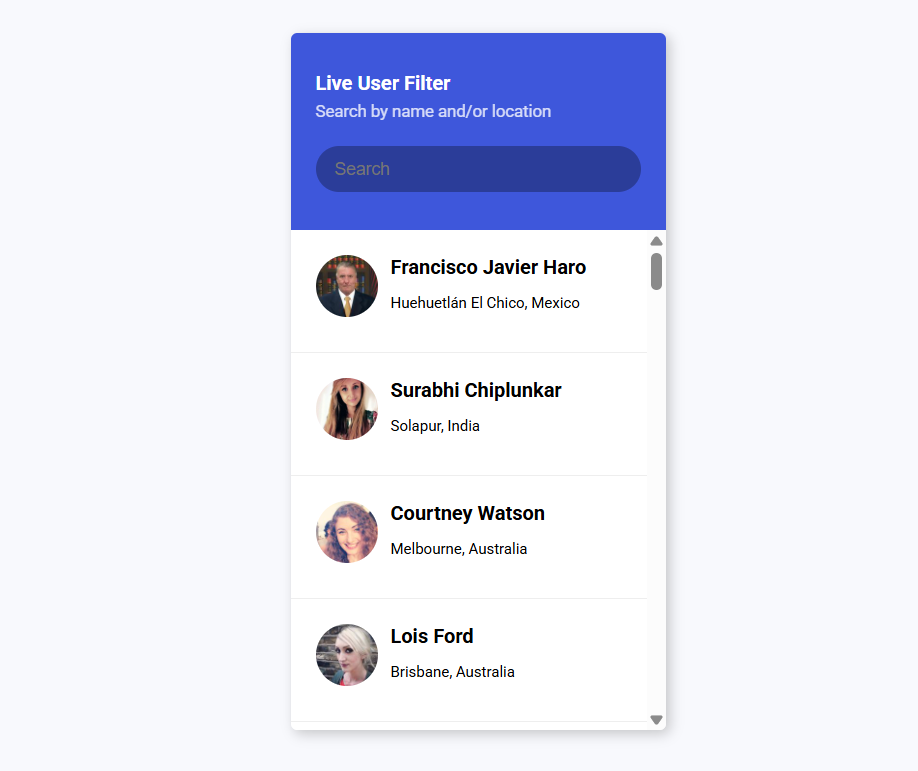 Live User Filter
Search by name and/or location
Search
Francisco Javier Haro
Huehuetlán El Chico, Mexico
Surabhi Chiplunkar
Solapur, India
Courtney Watson
Melbourne, Australia
Lois Ford
Brisbane, Australia